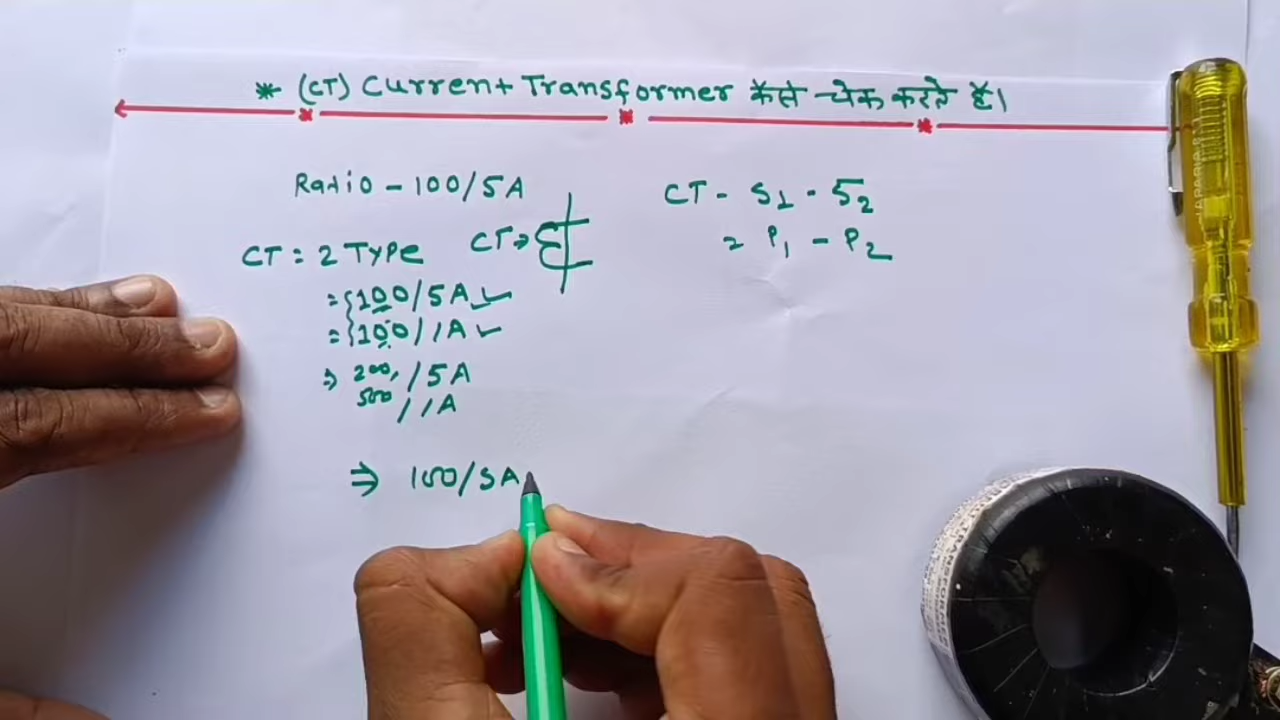 * (CT) Current Transformer कैसे चेक करते है।
Ratio - 100/5A
CT = 2 TYPE CT →
= {100/5A ✓
= {100/1A ✓
⇒ 200, /5A
500 / 1A
⇒ 100/5A
CT - S1 - S2
= P1 - P2